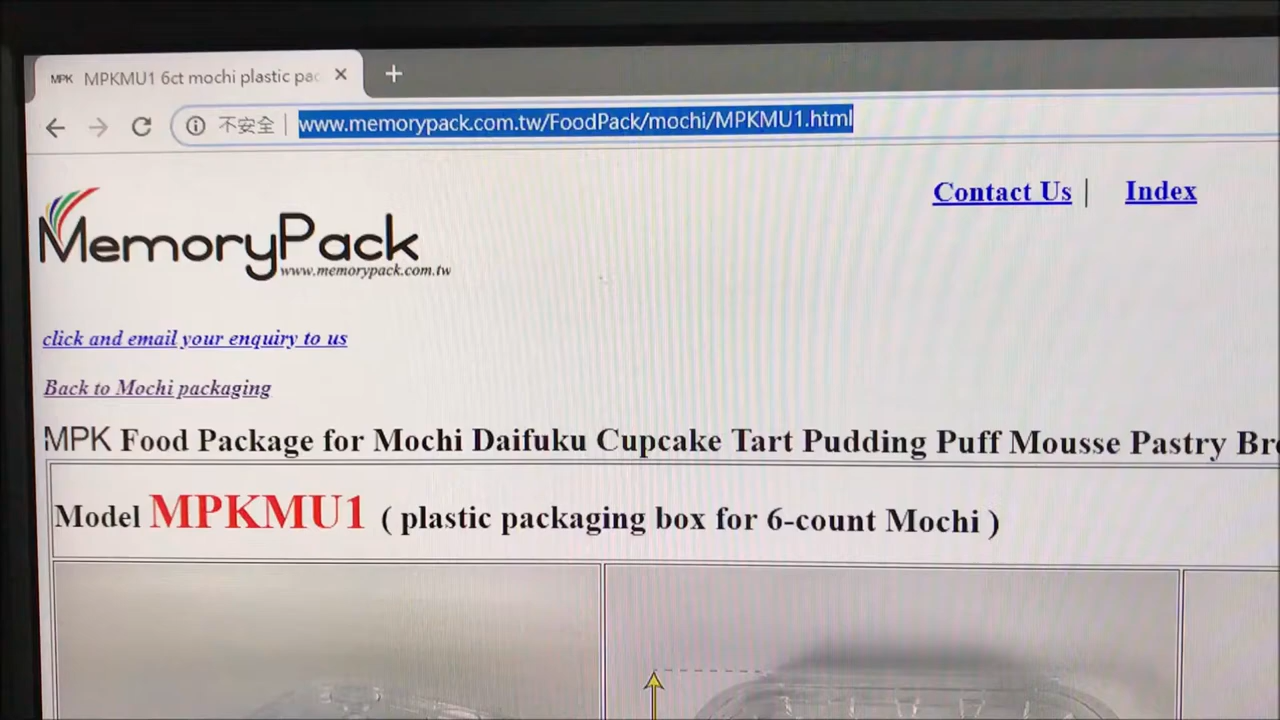 MPK MPKMU1 6ct mochi plastic pac
不安全 www.memorypack.com.tw/FoodPack/mochi/MPKMU1.html
Contact Us | Index
MemoryPack
www.memorypack.com.tw
click and email your enquiry to us
Back to Mochi packaging
MPK Food Package for Mochi Daifuku Cupcake Tart Pudding Puff Mousse Pastry Bre
Model MPKMU1 ( plastic packaging box for 6-count Mochi )